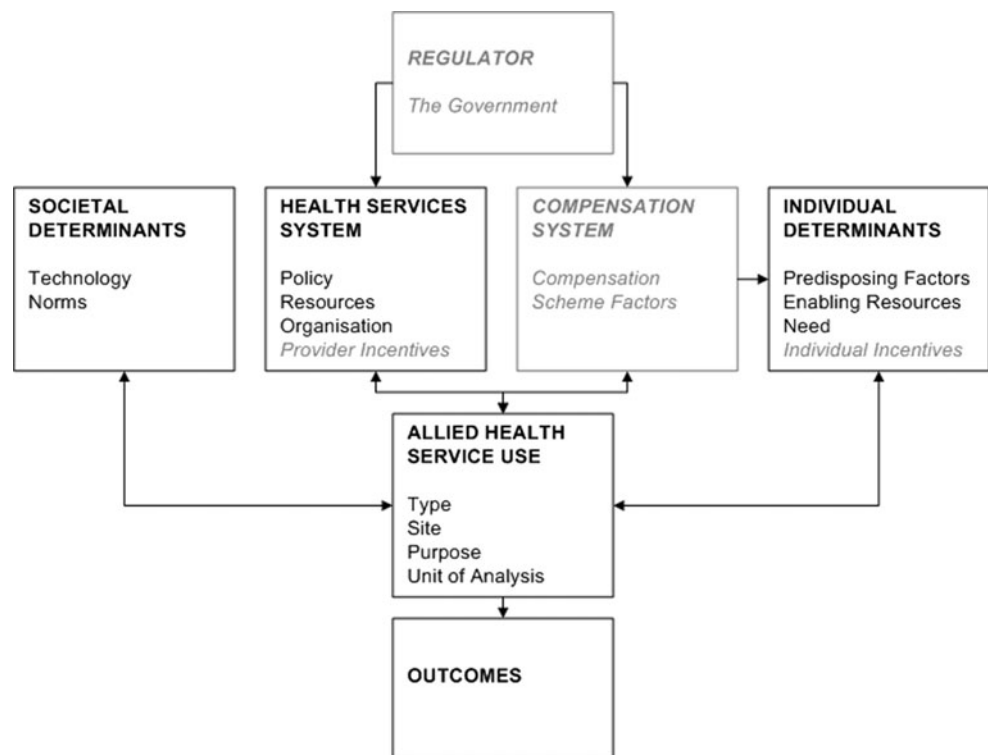 REGULATOR
The Government
SOCIETAL
DETERMINANTS
Technology
Norms
HEALTH SERVICES
SYSTEM
Policy
Resources
Organisation
Provider Incentives
COMPENSATION
SYSTEM
Compensation
Scheme Factors
INDIVIDUAL
DETERMINANTS
Predisposing Factors
Enabling Resources
Need
Individual Incentives
ALLIED HEALTH
SERVICE USE
Type
Site
Purpose
Unit of Analysis
OUTCOMES